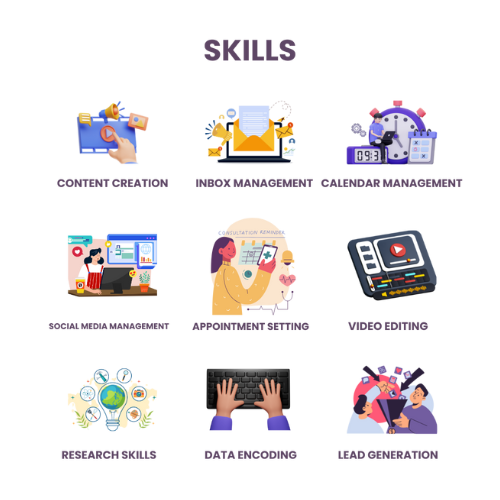 SKILLS
CONTENT CREATION
INBOX MANAGEMENT
09:31
CALENDAR MANAGEMENT
SOCIAL MEDIA MANAGEMENT
CONSULTATION REMINDER
APPOINTMENT SETTING
VIDEO EDITING
RESEARCH SKILLS
DATA ENCODING
LEAD GENERATION